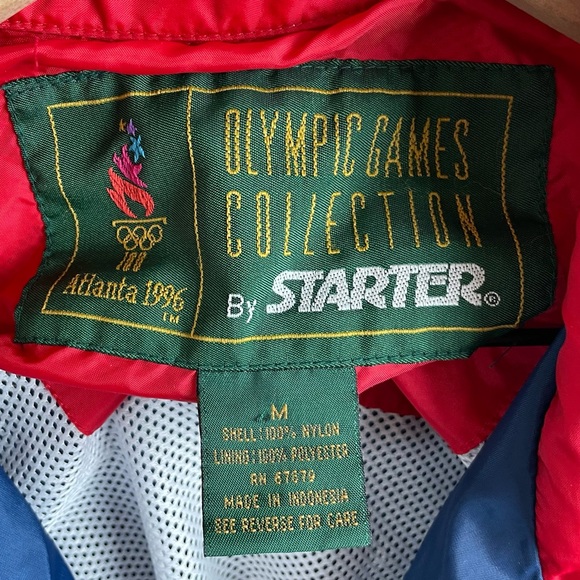 100
Atlanta 1996
TM
OLYMPIC GAMES
COLLECTION
By STARTER®
M
SHELL: 100% NYLON
LINING: 100% POLYESTER
RN 67679
MADE IN INDONESIA
SEE REVERSE FOR CARE